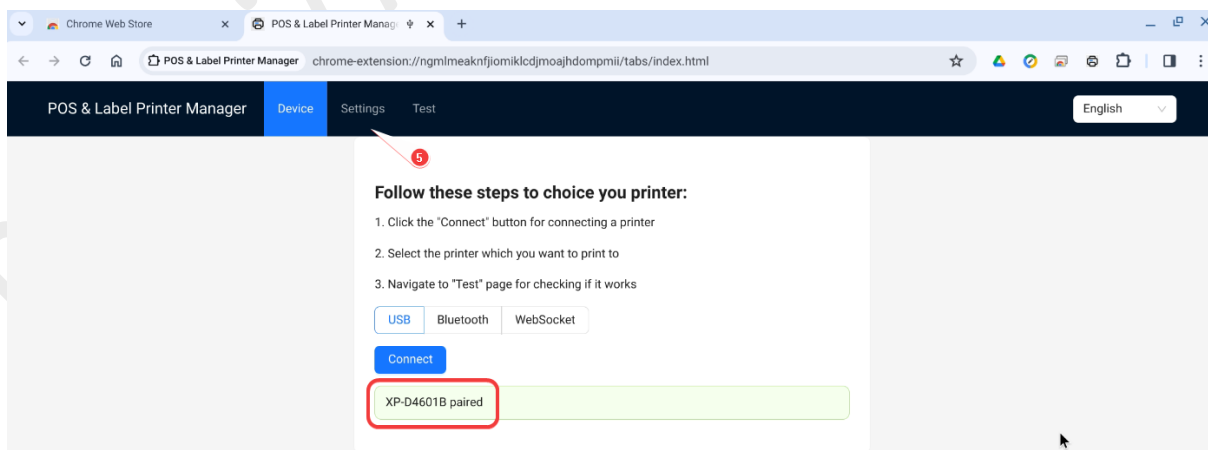 Chrome Web Store
POS & Label Printer Manag
POS & Label Printer Manager chrome-extension://ngmlmeaknfjiomiklcdjmoajhdompmii/tabs/index.html
POS & Label Printer Manager Device Settings Test English
5
Follow these steps to choice you printer:
1. Click the "Connect" button for connecting a printer
2. Select the printer which you want to print to
3. Navigate to "Test" page for checking if it works
USB Bluetooth WebSocket
Connect
XP-D4601B paired